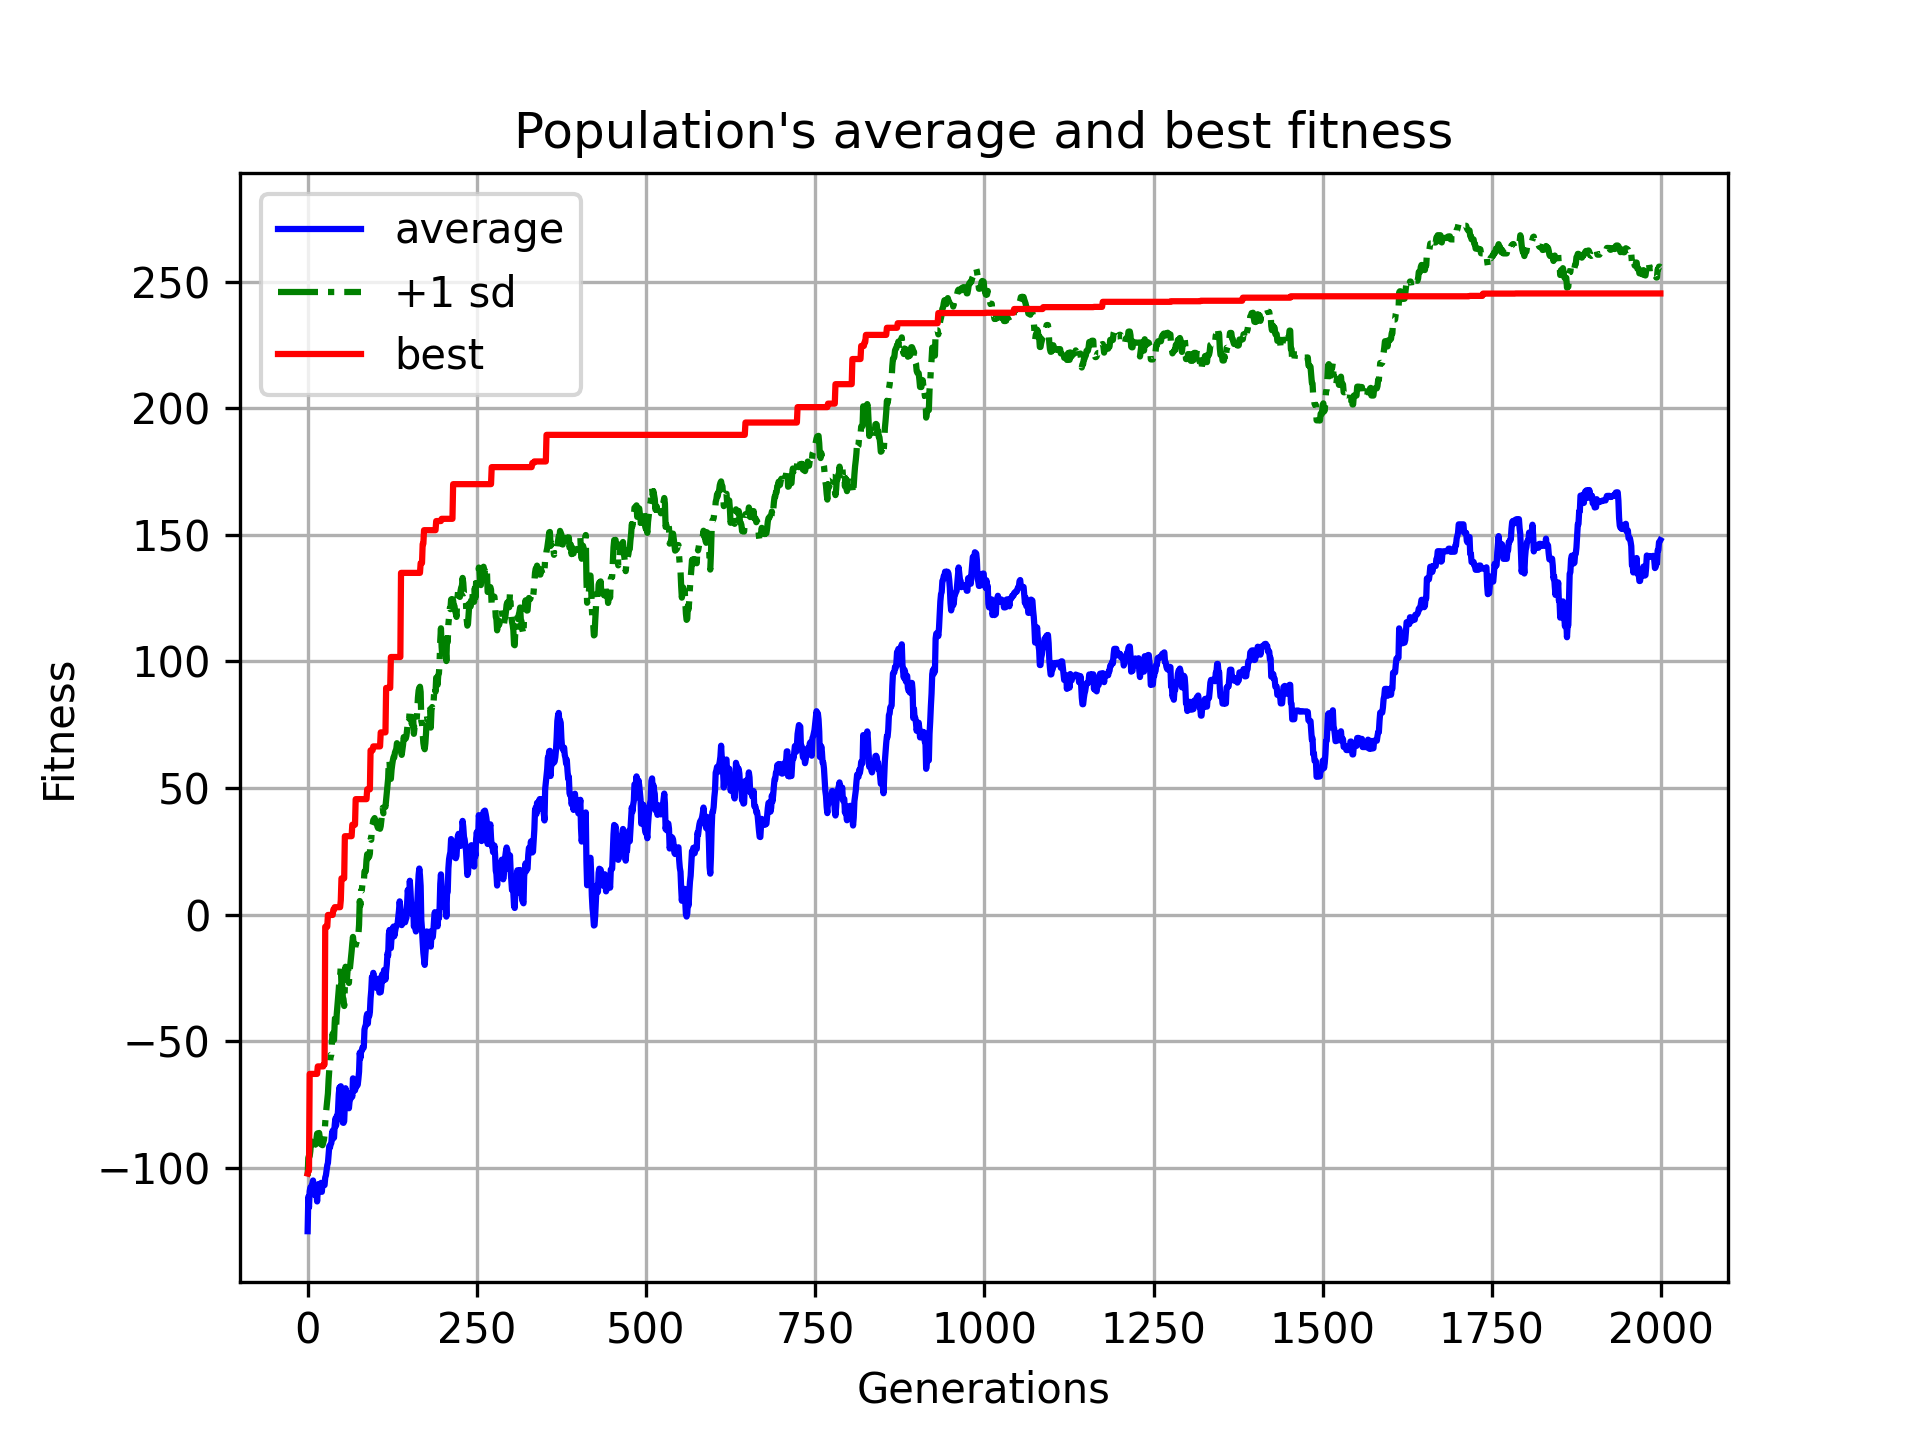 Population's average and best fitness
average
+1 sd
best
Fitness
250
200
150
100
50
0
−50
−100
0 250 500 750 1000 1250 1500 1750 2000
Generations